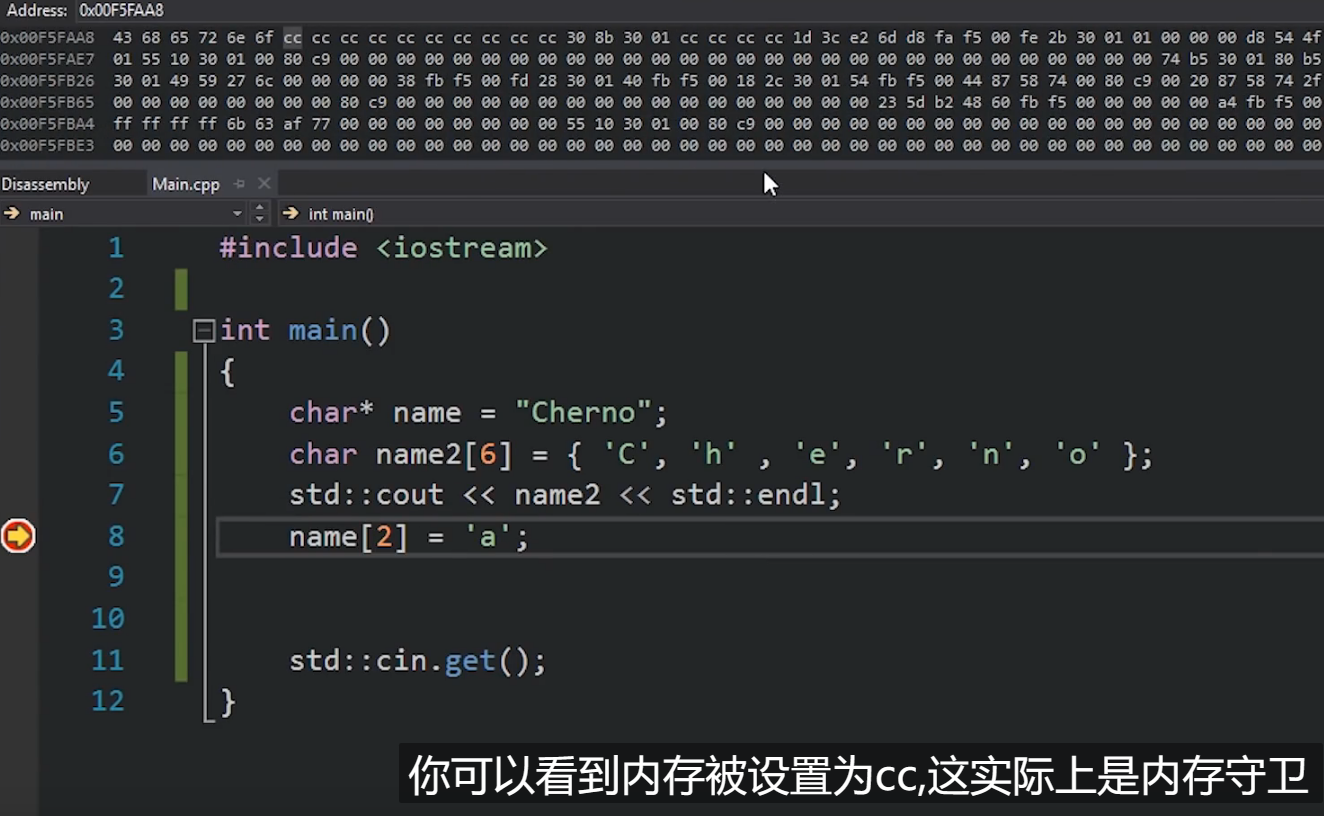 Address: 0x00F5FAA8
0x00F5FAA8 43 68 65 72 6e 6f cc cc cc cc cc cc cc cc cc cc 30 8b 30 01 cc cc cc cc 1d 3c e2 6d d8 fa f5 00 fe 2b 30 01 01 00 00 00 d8 54 4f
0x00F5FAE7 01 55 10 30 01 00 80 c9 00 00 00 00 00 00 00 00 00 00 00 00 00 00 00 00 00 00 00 00 00 00 00 00 00 00 00 00 00 74 b5 30 01 80 b5
0x00F5FB26 30 01 49 59 27 6c 00 00 00 00 38 fb f5 00 fd 28 30 01 40 fb f5 00 18 2c 30 01 54 fb f5 00 44 87 58 74 00 80 c9 00 20 87 58 74 2f
0x00F5FB65 00 00 00 00 00 00 00 00 80 c9 00 00 00 00 00 00 00 00 00 00 00 00 00 00 00 00 00 23 5d b2 48 60 fb f5 00 00 00 00 00 a4 fb f5 00
0x00F5FBA4 ff ff ff ff 6b 63 af 77 00 00 00 00 00 00 00 00 55 10 30 01 00 80 c9 00 00 00 00 00 00 00 00 00 00 00 00 00 00 00 00 00 00 00 00
0x00F5FBE3 00 00 00 00 00 00 00 00 00 00 00 00 00 00 00 00 00 00 00 00 00 00 00 00 00 00 00 00 00 00 00 00 00 00 00 00 00 00 00 00 00 00 00
Disassembly Main.cpp
main int main()
1 #include <iostream>
2
3 int main()
4 {
5 char* name = "Cherno";
6 char name2[6] = { 'C', 'h' , 'e', 'r', 'n', 'o' };
7 std::cout << name2 << std::endl;
8 name[2] = 'a';
9
10
11 std::cin.get();
12 }
你可以看到内存被设置为cc,这实际上是内存守卫